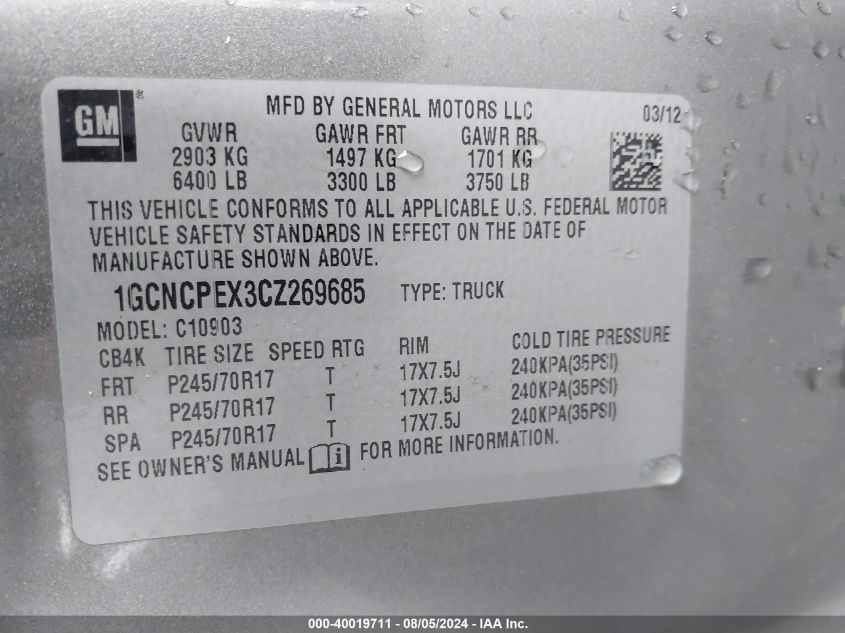 GM ®
MFD BY GENERAL MOTORS LLC 03/12
GVWR GAWR FRT GAWR RR
2903 KG 1497 KG 1701 KG
6400 LB 3300 LB 3750 LB
THIS VEHICLE CONFORMS TO ALL APPLICABLE U.S. FEDERAL MOTOR
VEHICLE SAFETY STANDARDS IN EFFECT ON THE DATE OF
MANUFACTURE SHOWN ABOVE.
1GCNCPEX3CZ269685 TYPE: TRUCK
MODEL: C10903
CB4K TIRE SIZE SPEED RTG RIM COLD TIRE PRESSURE
FRT P245/70R17 T 17X7.5J 240KPA(35PSI)
RR P245/70R17 T 17X7.5J 240KPA(35PSI)
SPA P245/70R17 T 17X7.5J 240KPA(35PSI)
SEE OWNER'S MANUAL i FOR MORE INFORMATION.
000-40019711 - 08/05/2024 - IAA Inc.